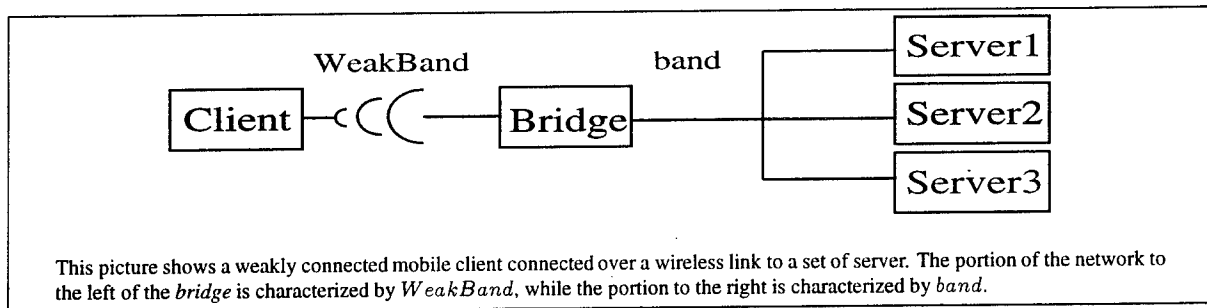 WeakBand
band
Client
Bridge
Server1
Server2
Server3
This picture shows a weakly connected mobile client connected over a wireless link to a set of server. The portion of the network to
the left of the bridge is characterized by WeakBand, while the portion to the right is characterized by band.